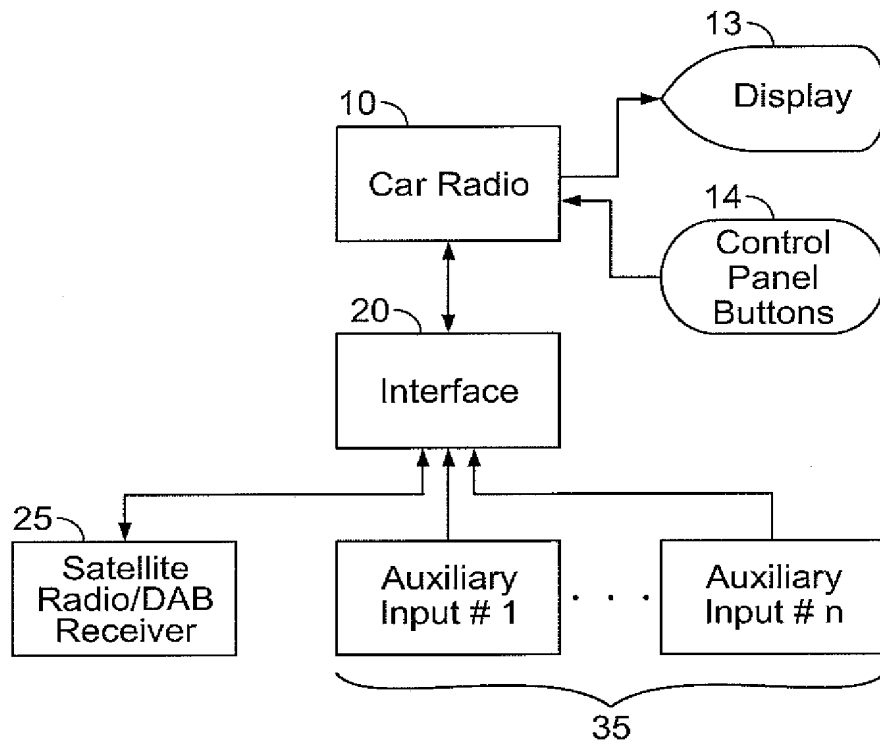 13
Display
10
Car Radio
14
Control
Panel
Buttons
20
Interface
25
Satellite
Radio/DAB
Receiver
Auxiliary
Input # 1
. . .
Auxiliary
Input # n
35